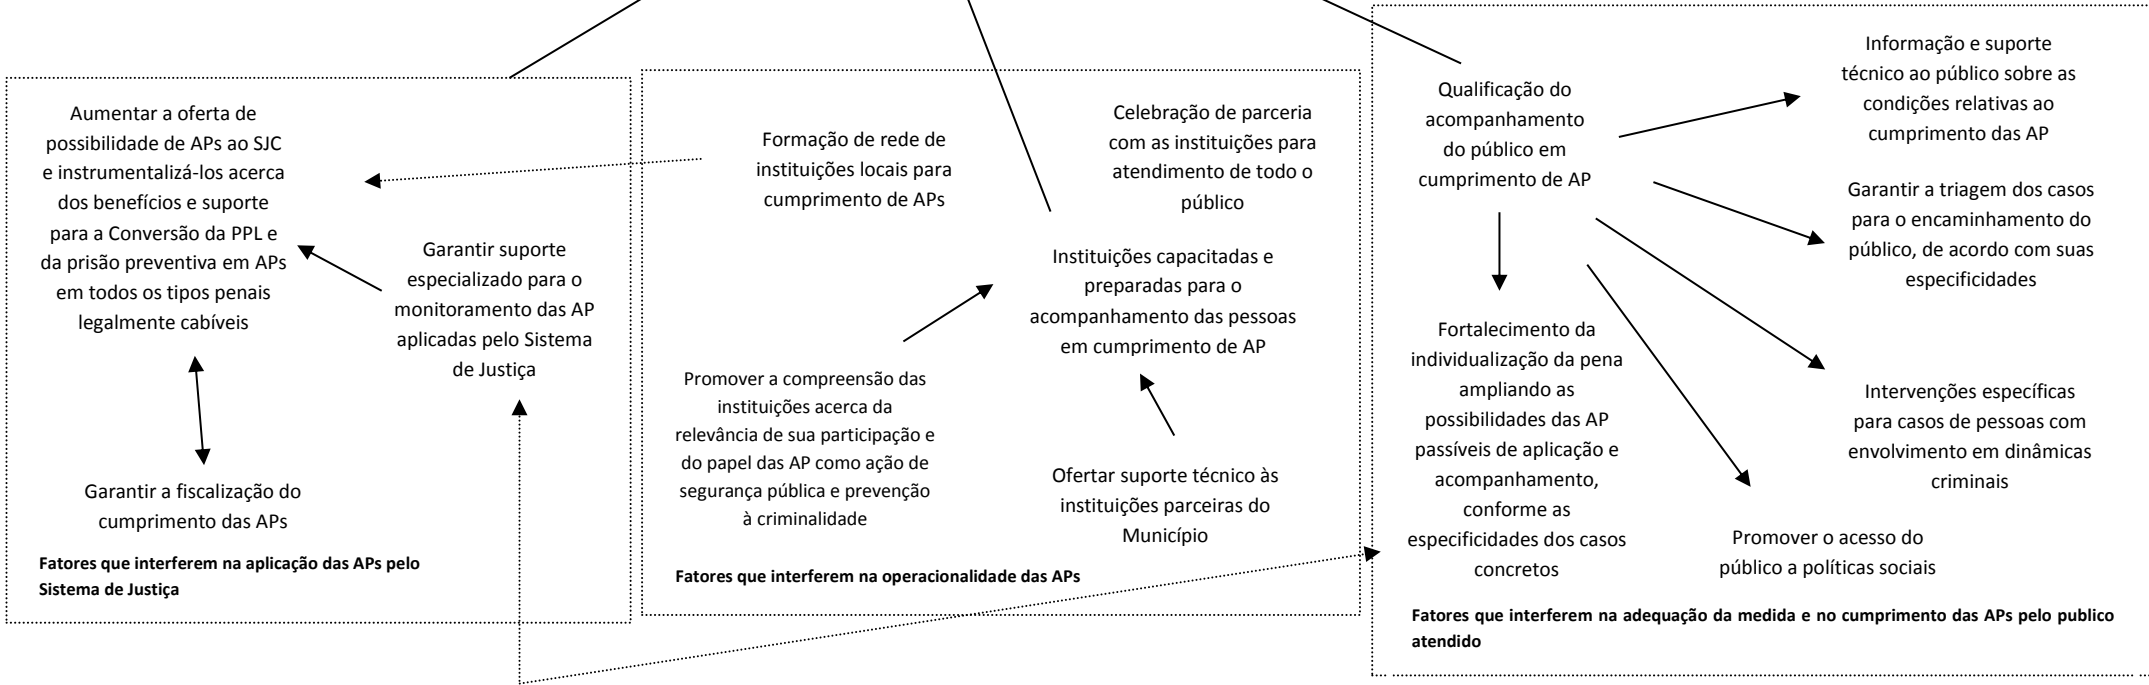 Aumentar a oferta de
possibilidade de APs ao SJC
e instrumentalizá-los acerca
dos benefícios e suporte
para a Conversão da PPL e
da prisão preventiva em APs
em todos os tipos penais
legalmente cabíveis
Garantir suporte
especializado para o
monitoramento das AP
aplicadas pelo Sistema
de Justiça
Garantir a fiscalização do
cumprimento das APs
Fatores que interferem na aplicação das APs pelo
Sistema de Justiça
Formação de rede de
instituições locais para
cumprimento de APs
Celebração de parceria
com as instituições para
atendimento de todo o
público
Instituições capacitadas e
preparadas para o
acompanhamento das pessoas
em cumprimento de AP
Promover a compreensão das
instituições acerca da
relevância de sua participação e
do papel das AP como ação de
segurança pública e prevenção
à criminalidade
Ofertar suporte técnico às
instituições parceiras do
Município
Fatores que interferem na operacionalidade das APs
Qualificação do
acompanhamento
do público em
cumprimento de AP
Informação e suporte
técnico ao público sobre as
condições relativas ao
cumprimento das AP
Garantir a triagem dos casos
para o encaminhamento do
público, de acordo com suas
especificidades
Fortalecimento da
individualização da pena
ampliando as
possibilidades das AP
passíveis de aplicação e
acompanhamento,
conforme as
especificidades dos casos
concretos
Intervenções específicas
para casos de pessoas com
envolvimento em dinâmicas
criminais
Promover o acesso do
público a políticas sociais
Fatores que interferem na adequação da medida e no cumprimento das APs pelo publico
atendido